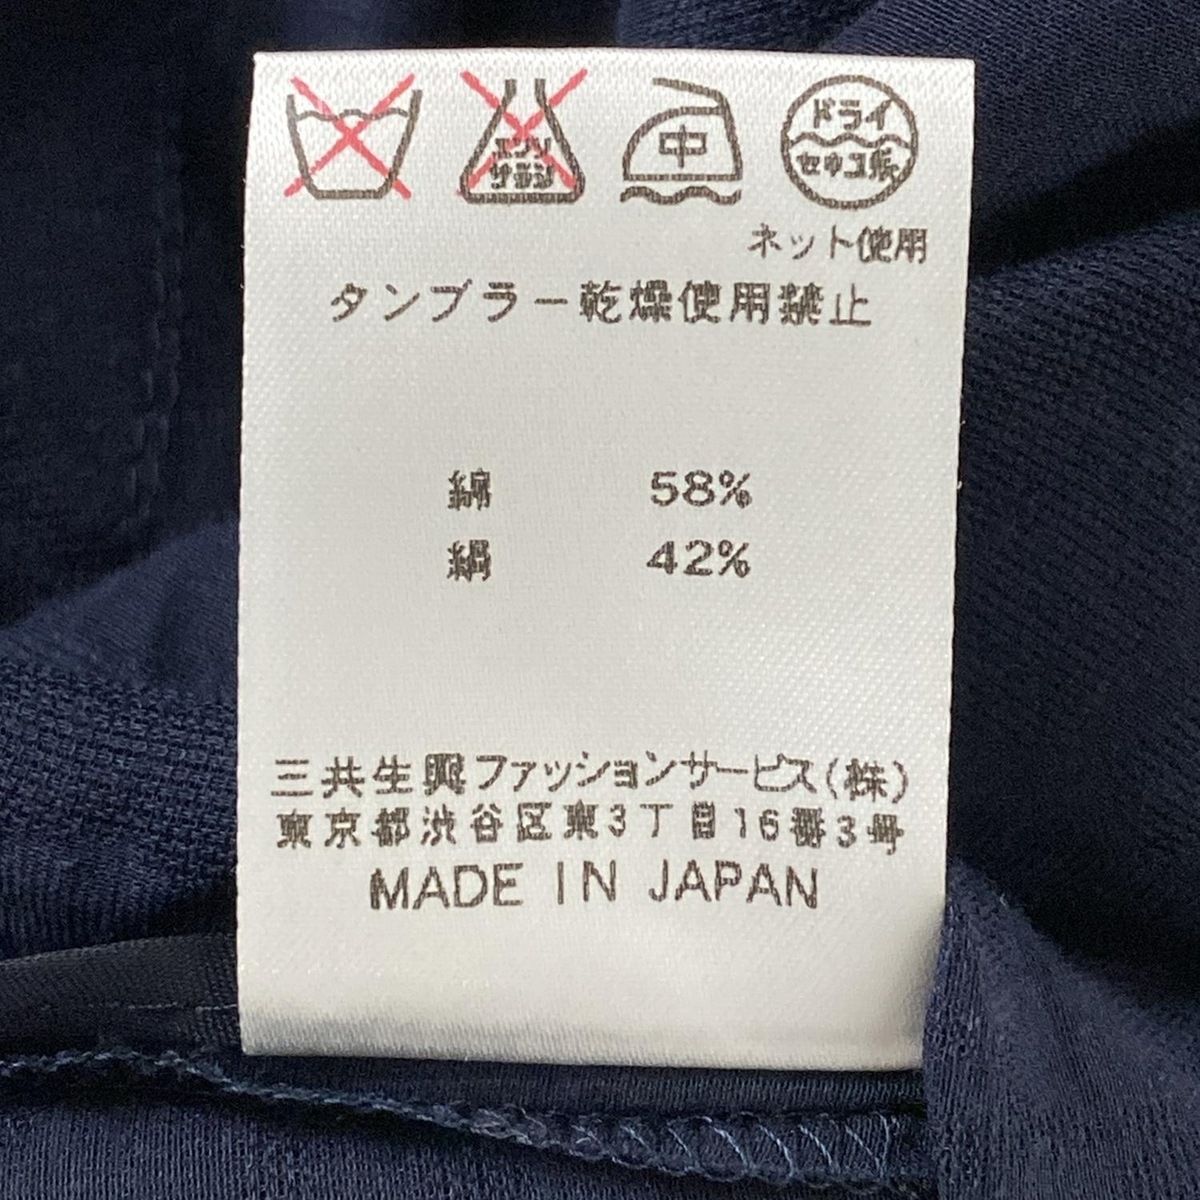 エンソ
サラシ
中
ドライ
セキユ系
ネット使用
タンブラー乾燥使用禁止
綿 58%
絹 42%
三共生興ファッションサービス(株)
東京都渋谷区東3丁目16番3号
MADE IN JAPAN